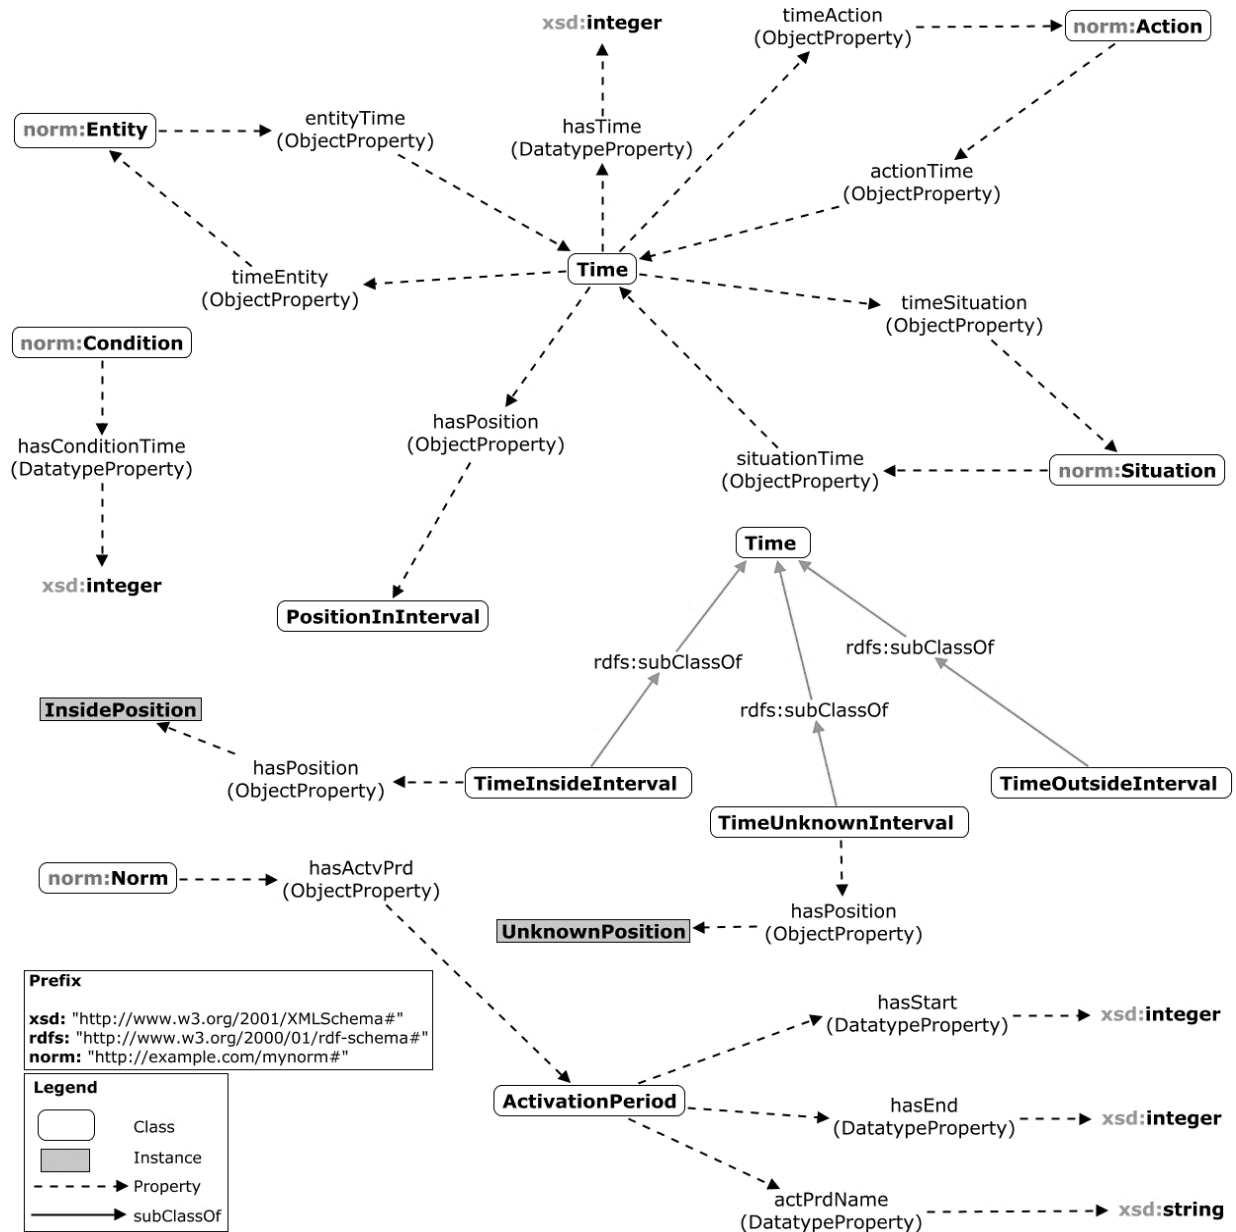 xsd:integer
timeAction
(ObjectProperty)
norm:Action
norm:Entity
entityTime
(ObjectProperty)
hasTime
(DatatypeProperty)
actionTime
(ObjectProperty)
Time
timeEntity
(ObjectProperty)
timeSituation
(ObjectProperty)
norm:Condition
hasPosition
(ObjectProperty)
hasConditionTime
(DatatypeProperty)
situationTime
(ObjectProperty)
norm:Situation
xsd:integer
PositionInInterval
Time
rdfs:subClassOf
rdfs:subClassOf
rdfs:subClassOf
InsidePosition
hasPosition
(ObjectProperty)
TimeInsideInterval
TimeOutsideInterval
TimeUnknownInterval
norm:Norm
hasActvPrd
(ObjectProperty)
UnknownPosition
hasPosition
(ObjectProperty)
Prefix
xsd: "http://www.w3.org/2001/XMLSchema#"
rdfs: "http://www.w3.org/2000/01/rdf-schema#"
norm: "http://example.com/mynorm#"
hasStart
(DatatypeProperty)
xsd:integer
ActivationPeriod
hasEnd
(DatatypeProperty)
xsd:integer
actPrdName
(DatatypeProperty)
xsd:string
Legend
Class
Instance
Property
subClassOf